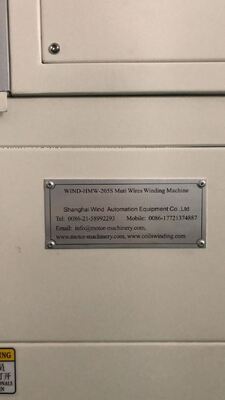 WIND-HMW-205S Muti Wires Winding Machine
Shanghai Wind Automation Equipment Co.,Ltd
Tel: 0086-21-58992293 Mobile: 0086-17721374887
Email: info@motor-machinery.com,
www.motor-machinery.com, www.coilswinding.com